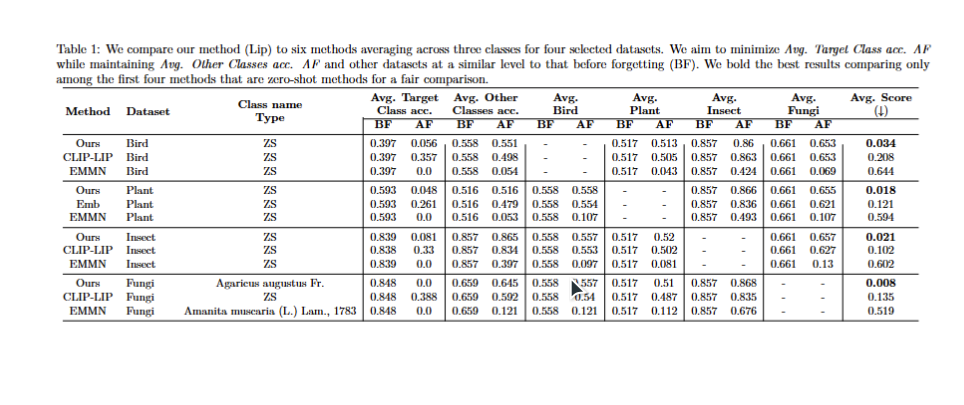 Table 1: We compare our method (Lip) to six methods averaging across three classes for four selected datasets. We aim to minimize Avg. Target Class acc. AF
while maintaining Avg. Other Classes acc. AF and other datasets at a similar level to that before forgetting (BF). We bold the best results comparing only
among the first four methods that are zero-shot methods for a fair comparison.
Method Dataset Class name Type Avg. Target Class acc. Avg. Other Classes acc. Avg. Bird Avg. Plant Avg. Insect Avg. Fungi Avg. Score (↓)
BF AF BF AF BF AF BF AF BF AF BF AF
Ours Bird ZS 0.397 0.056 0.558 0.551 - - 0.517 0.513 0.857 0.86 0.661 0.653 0.034
CLIP-LIP Bird ZS 0.397 0.357 0.558 0.498 - - 0.517 0.505 0.857 0.863 0.661 0.653 0.208
EMMN Bird ZS 0.397 0.0 0.558 0.054 - - 0.517 0.043 0.857 0.424 0.661 0.069 0.644
Ours Plant ZS 0.593 0.048 0.516 0.516 0.558 0.558 - - 0.857 0.866 0.661 0.655 0.018
Emb Plant ZS 0.593 0.261 0.516 0.479 0.558 0.554 - - 0.857 0.836 0.661 0.621 0.121
EMMN Plant ZS 0.593 0.0 0.516 0.053 0.558 0.107 - - 0.857 0.493 0.661 0.107 0.594
Ours Insect ZS 0.839 0.081 0.857 0.865 0.558 0.557 0.517 0.52 - - 0.661 0.657 0.021
CLIP-LIP Insect ZS 0.838 0.33 0.857 0.834 0.558 0.553 0.517 0.502 - - 0.661 0.627 0.102
EMMN Insect ZS 0.839 0.0 0.857 0.397 0.558 0.097 0.517 0.081 - - 0.661 0.13 0.602
Ours Fungi Agaricus augustus Fr. 0.848 0.0 0.659 0.645 0.558 0.557 0.517 0.51 0.857 0.868 - - 0.008
CLIP-LIP Fungi ZS 0.848 0.388 0.659 0.592 0.558 0.54 0.517 0.487 0.857 0.835 - - 0.135
EMMN Fungi Amanita muscaria (L.) Lam., 1783 0.848 0.0 0.659 0.121 0.558 0.121 0.517 0.112 0.857 0.676 - - 0.519